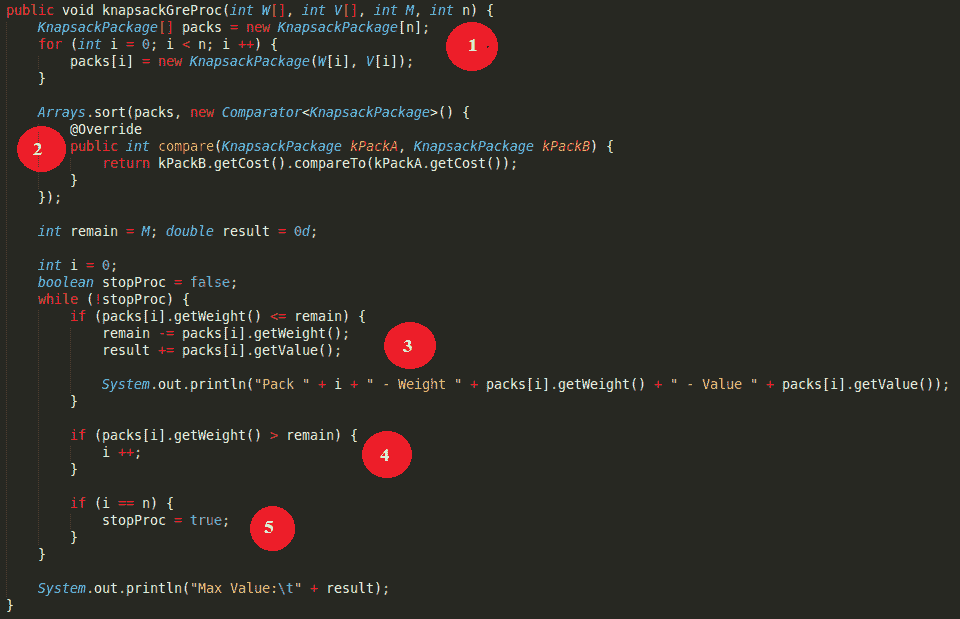 public void knapsackGreProc(int W[], int V[], int M, int n) {
    KnapsackPackage[] packs = new KnapsackPackage[n];
    for (int i = 0; i < n; i ++) {
1
        packs[i] = new KnapsackPackage(W[i], V[i]);
    }

    Arrays.sort(packs, new Comparator<KnapsackPackage>() {
        @Override
2
        public int compare(KnapsackPackage kPackA, KnapsackPackage kPackB) {
            return kPackB.getCost().compareTo(kPackA.getCost());
        }
    });

    int remain = M; double result = 0d;

    int i = 0;
    boolean stopProc = false;
    while (!stopProc) {
        if (packs[i].getWeight() <= remain) {
            remain -= packs[i].getWeight();
3
            result += packs[i].getValue();

            System.out.println("Pack " + i + " - Weight " + packs[i].getWeight() + " - Value " + packs[i].getValue());
        }

        if (packs[i].getWeight() > remain) {
            i ++;
4
        }

        if (i == n) {
            stopProc = true;
5
        }
    }

    System.out.println("Max Value:\t" + result);
}